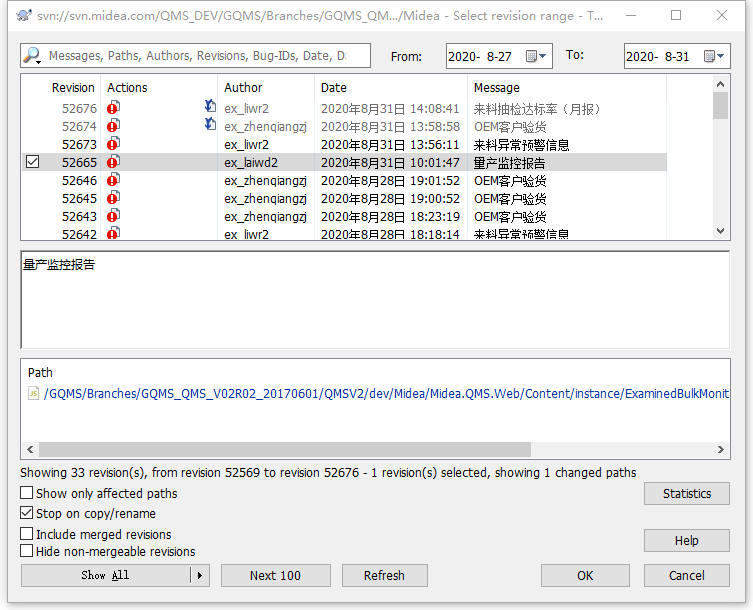 svn://svn.midea.com/QMS_DEV/GQMS/Branches/GQMS_QM.../Midea - Select revision range - T...
Messages, Paths, Authors, Revisions, Bug-IDs, Date, D
From: 2020- 8-27 To: 2020- 8-31
Revision Actions Author Date Message
52676 ex_liwr2 2020年8月31日 14:08:41 来料抽检达标率（月报）
52674 ex_zhenqiangzj 2020年8月31日 13:58:58 OEM客户验货
52673 ex_liwr2 2020年8月31日 13:56:11 来料异常预警信息
52665 ex_laiwd2 2020年8月31日 10:01:47 量产监控报告
52646 ex_zhenqiangzj 2020年8月28日 19:01:52 OEM客户验货
52645 ex_zhenqiangzj 2020年8月28日 19:00:52 OEM客户验货
52643 ex_zhenqiangzj 2020年8月28日 18:23:19 OEM客户验货
52642 ex_liwr2 2020年8月28日 18:18:14 来料异常预警信息
量产监控报告
Path
JS /GQMS/Branches/GQMS_QMS_V02R02_20170601/QMSV2/dev/Midea/Midea.QMS.Web/Content/instance/ExaminedBulkMonit
Showing 33 revision(s), from revision 52569 to revision 52676 - 1 revision(s) selected, showing 1 changed paths
Show only affected paths
Statistics
Stop on copy/rename
Include merged revisions
Help
Hide non-mergeable revisions
Show All Next 100 Refresh OK Cancel